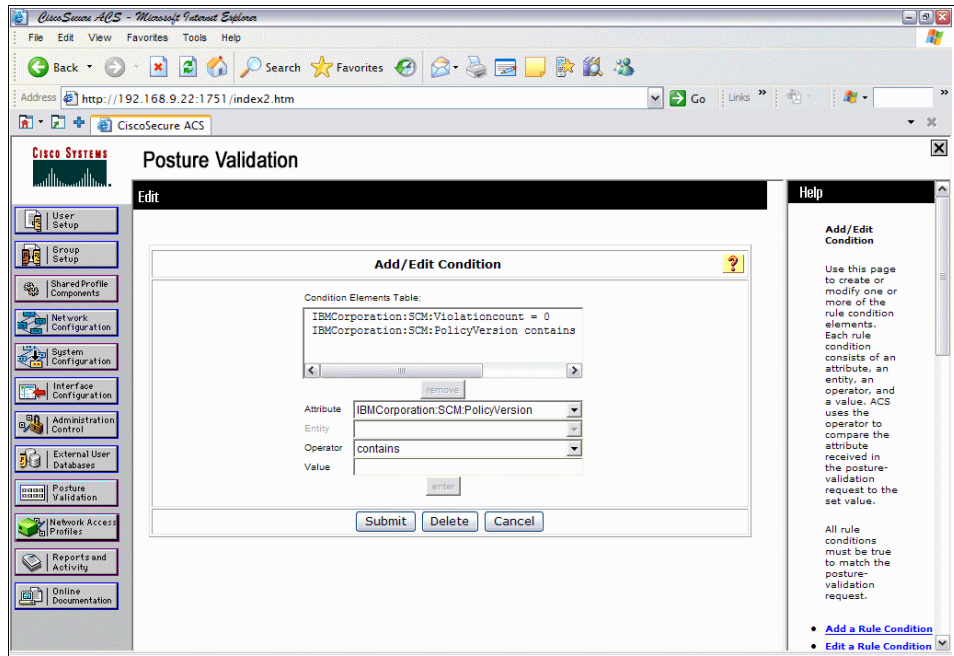 CiscoSecure ACS - Microsoft Internet Explorer
File Edit View Favorites Tools Help
Back Search Favorites
Address http://192.168.9.22:1751/index2.htm Go Links
CiscoSecure ACS
CISCO SYSTEMS
Posture Validation
Edit
User
Setup
Group
Setup
Shared Profile
Components
Network
Configuration
System
Configuration
Interface
Configuration
Administration
Control
External User
Databases
Posture
Validation
Network Access
Profiles
Reports and
Activity
Online
Documentation
Add/Edit Condition
?
Condition Elements Table:
IBMCorporation:SCM:Violationcount = 0
IBMCorporation:SCM:PolicyVersion contains
remove
Attribute IBMCorporation:SCM:PolicyVersion
Entity
Operator contains
Value
enter
Submit Delete Cancel
Help
Add/Edit
Condition
Use this page
to create or
modify one or
more of the
rule condition
elements.
Each rule
condition
consists of an
attribute, an
entity, an
operator, and
a value. ACS
uses the
operator to
compare the
attribute
received in
the posture-
validation
request to the
set value.
All rule
conditions
must be true
to match the
posture-
validation
request.
• Add a Rule Condition
• Edit a Rule Condition